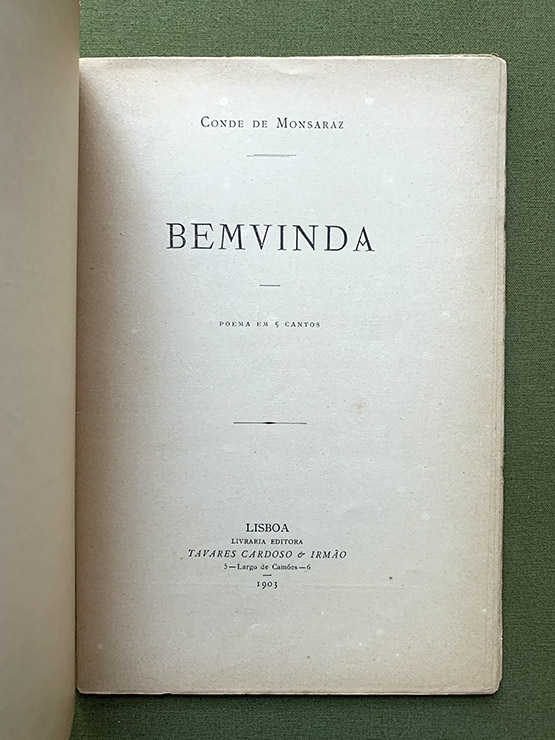 CONDE DE MONSARAZ
BEMVINDA
POEMA EM 5 CANTOS
LISBOA
LIVRARIA EDITORA
TAVARES CARDOSO & IRMÃO
5—Largo de Camões—6
1903